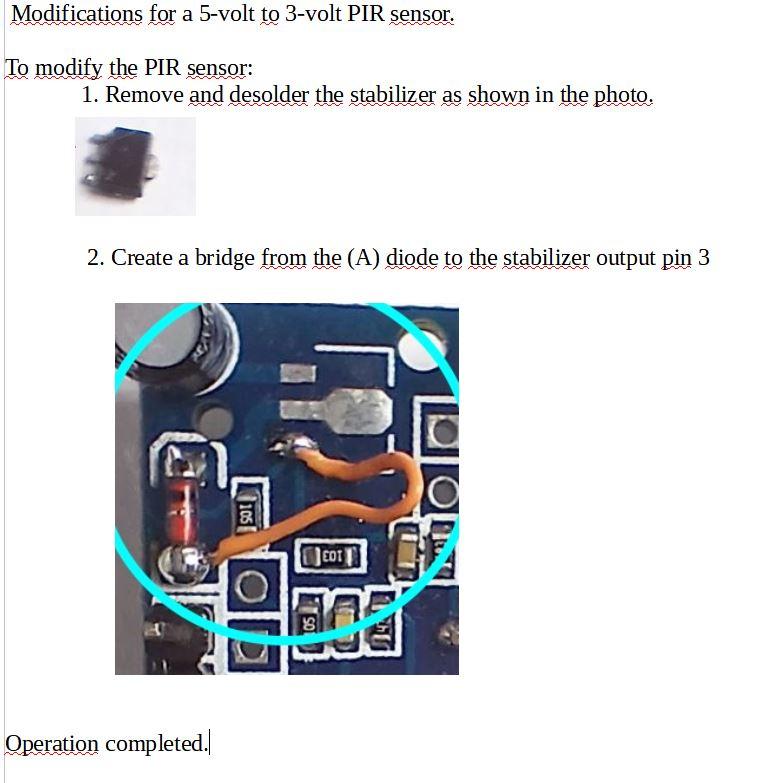 Modifications for a 5-volt to 3-volt PIR sensor.
To modify the PIR sensor:
1. Remove and desolder the stabilizer as shown in the photo.
2. Create a bridge from the (A) diode to the stabilizer output pin 3
105
103
Operation completed.